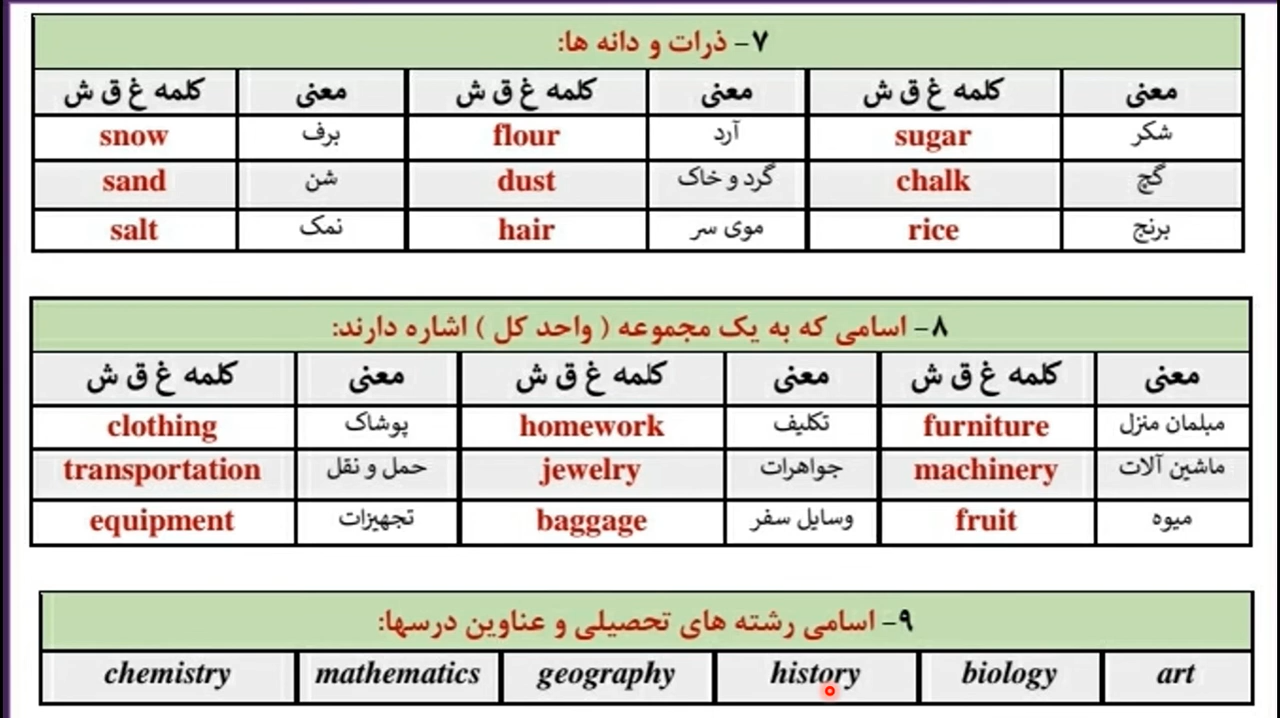 ۷- ذرات و دانه ها:
کلمه غ ق ش معنی کلمه غ ق ش معنی کلمه غ ق ش معنی
snow برف flour آرد sugar شکر
sand شن dust گرد و خاک chalk گچ
salt نمک hair موی سر rice برنج
۸- اسامی که به یک مجموعه ( واحد کل ) اشاره دارند:
کلمه غ ق ش معنی کلمه غ ق ش معنی کلمه غ ق ش معنی
clothing پوشاک homework تکلیف furniture مبلمان منزل
transportation حمل و نقل jewelry جواهرات machinery ماشین آلات
equipment تجهیزات baggage وسایل سفر fruit میوه
۹- اسامی رشته های تحصیلی و عناوین درسها:
chemistry mathematics geography history biology art